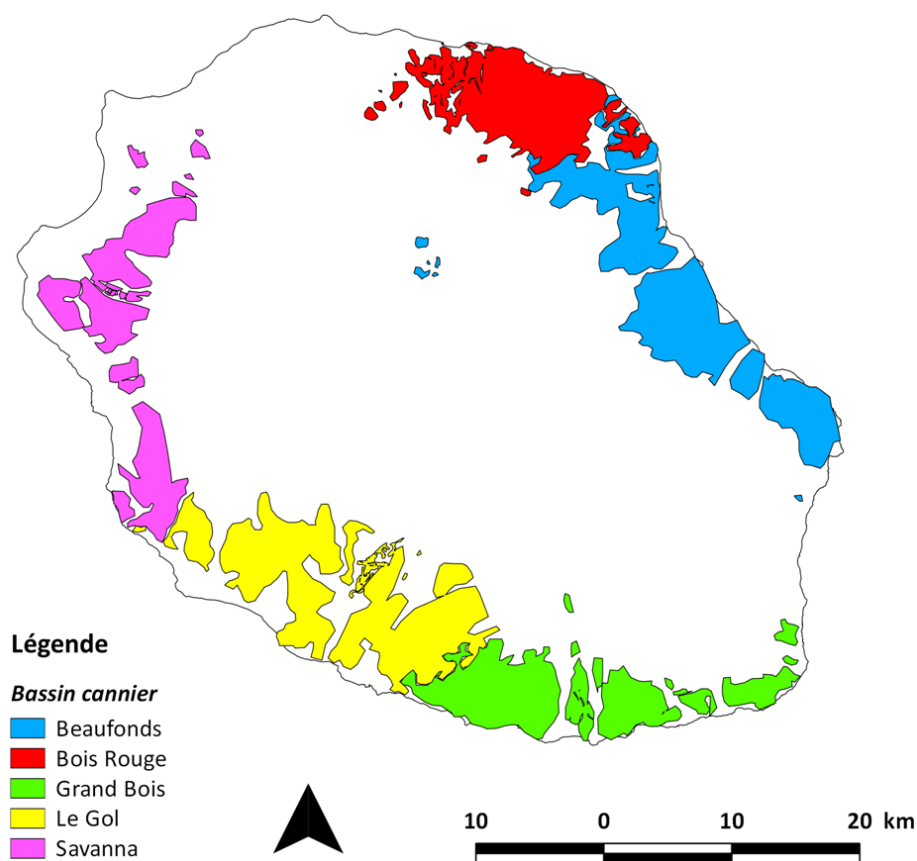 Légende
Bassin cannier
Beaufonds
Bois Rouge
Grand Bois
Le Gol
Savanna
10 0 10 20 km